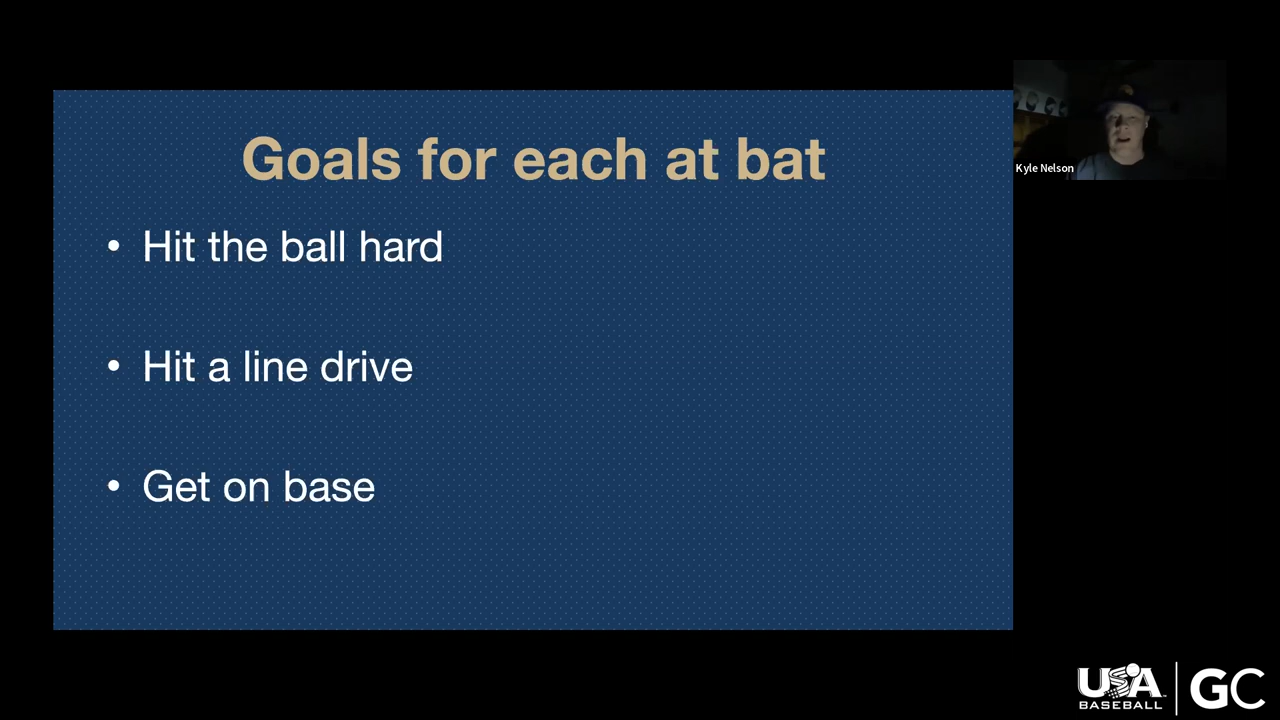 Goals for each at bat
• Hit the ball hard
• Hit a line drive
• Get on base
Kyle Nelson
USA
BASEBALL
GC